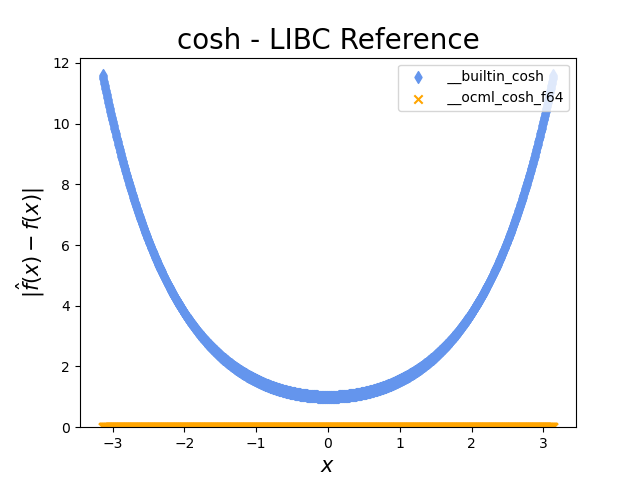 cosh - LIBC Reference
|f̂(x) − f(x)|
12
10
8
6
4
2
0
__builtin_cosh
__ocml_cosh_f64
−3 −2 −1 0 1 2 3
x